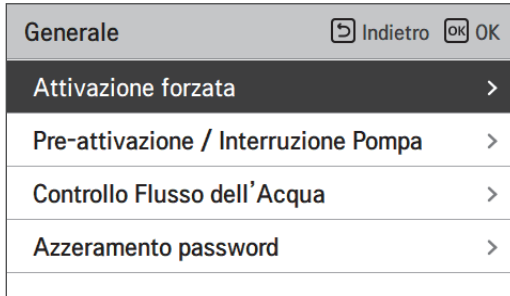 Generale Indietro OK OK
Attivazione forzata
Pre-attivazione / Interruzione Pompa
Controllo Flusso dell'Acqua
Azzeramento password